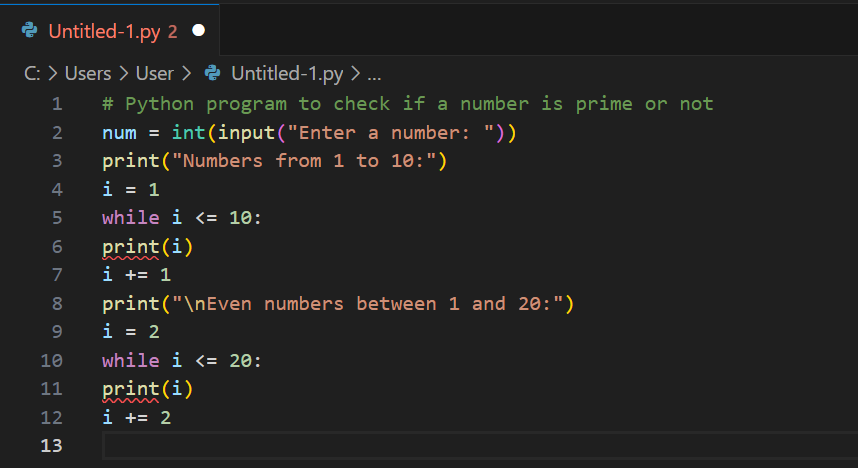 Untitled-1.py 2
C: > Users > User > Untitled-1.py > ...
1 # Python program to check if a number is prime or not
2 num = int(input("Enter a number: "))
3 print("Numbers from 1 to 10:")
4 i = 1
5 while i <= 10:
6 print(i)
7 i += 1
8 print("\nEven numbers between 1 and 20:")
9 i = 2
10 while i <= 20:
11 print(i)
12 i += 2
13